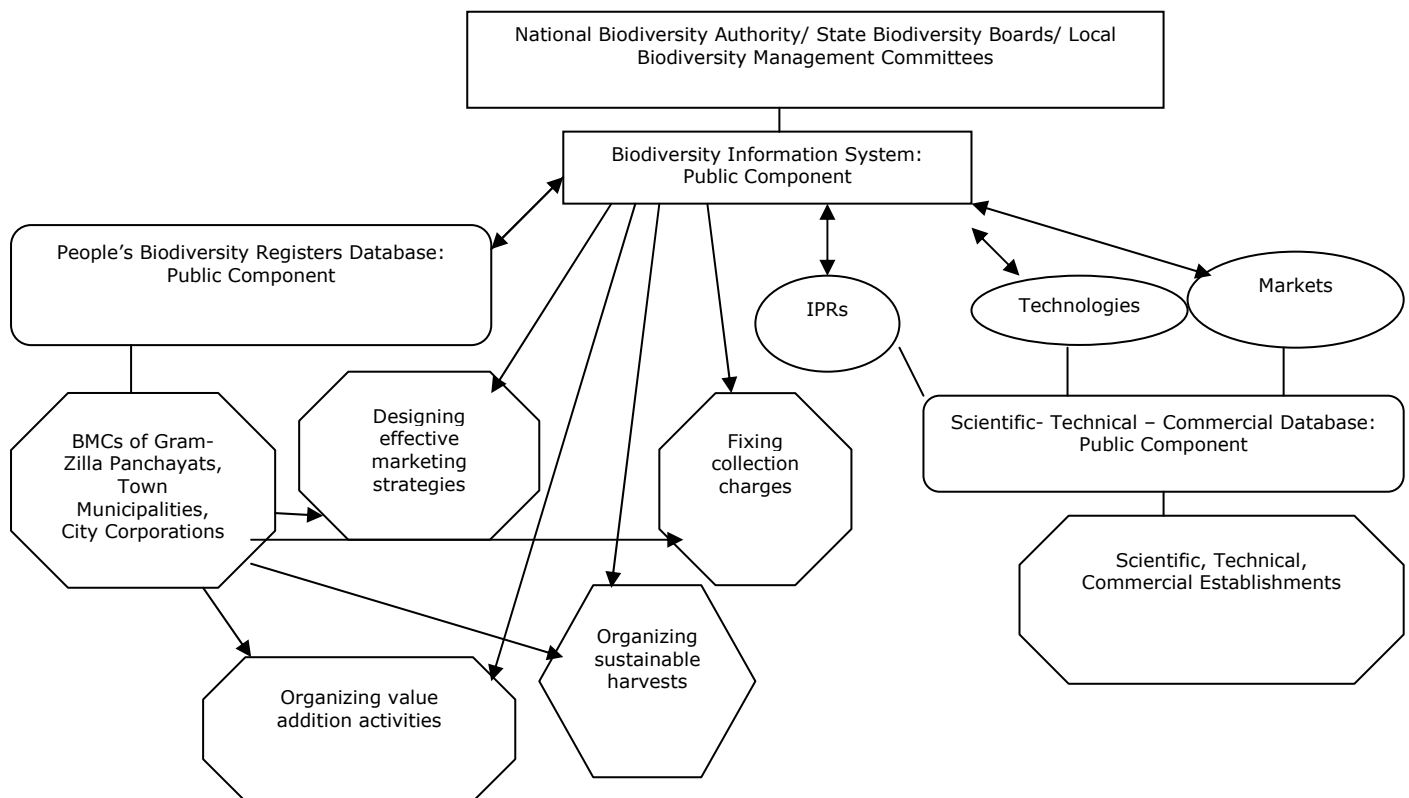 National Biodiversity Authority/ State Biodiversity Boards/ Local
Biodiversity Management Committees
Biodiversity Information System:
Public Component
People’s Biodiversity Registers Database:
Public Component
IPRs
Technologies
Markets
BMCs of Gram-
Zilla Panchayats,
Town
Municipalities,
City Corporations
Designing
effective
marketing
strategies
Fixing
collection
charges
Scientific- Technical – Commercial Database:
Public Component
Scientific, Technical,
Commercial Establishments
Organizing
sustainable
harvests
Organizing value
addition activities